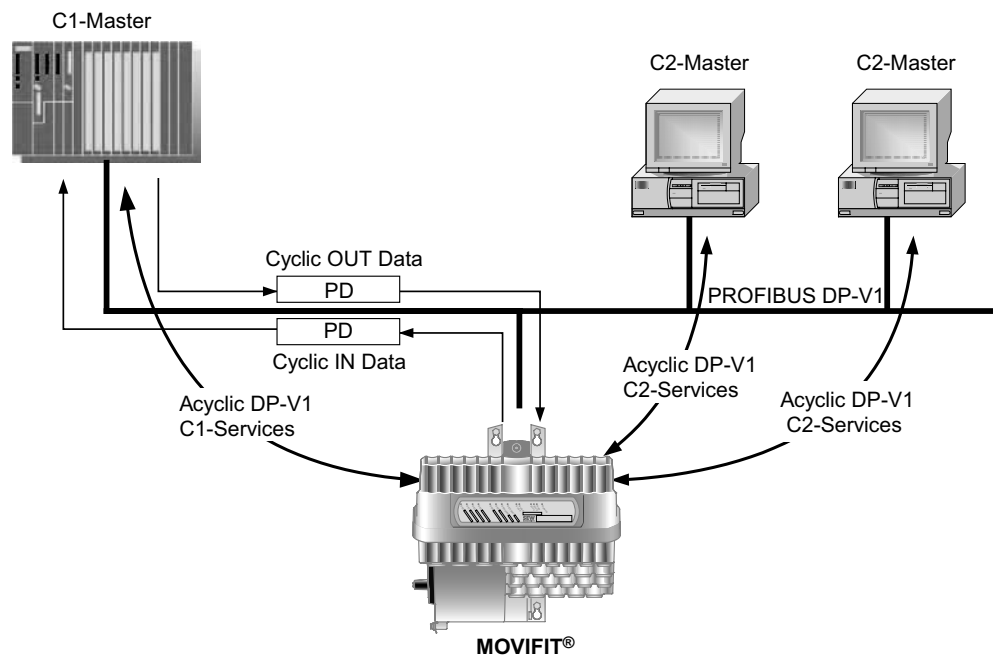 C1-Master
C2-Master
C2-Master
Cyclic OUT Data
PD
PROFIBUS DP-V1
PD
Cyclic IN Data
Acyclic DP-V1
C1-Services
Acyclic DP-V1
C2-Services
Acyclic DP-V1
C2-Services
MOVIFIT®